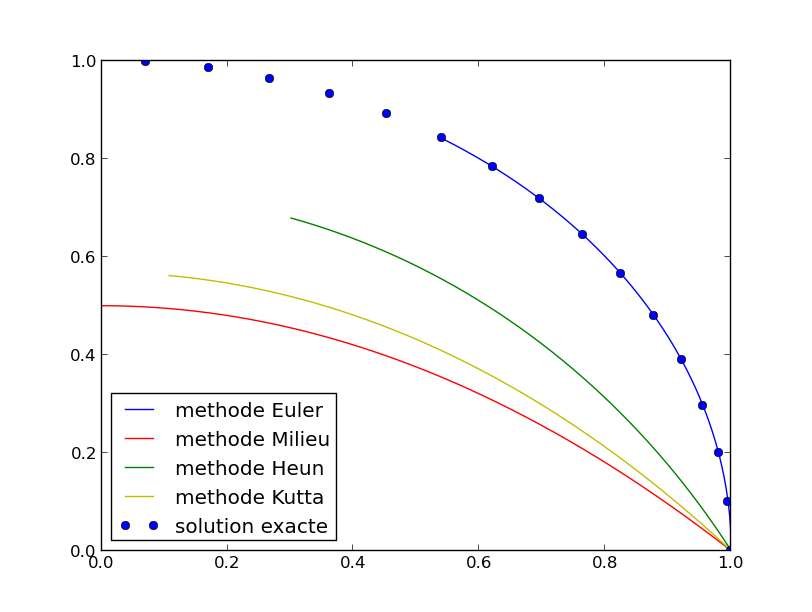 1.0
0.8
0.6
0.4
0.2
0.0
methode Euler
methode Milieu
methode Heun
methode Kutta
solution exacte
0.0 0.2 0.4 0.6 0.8 1.0